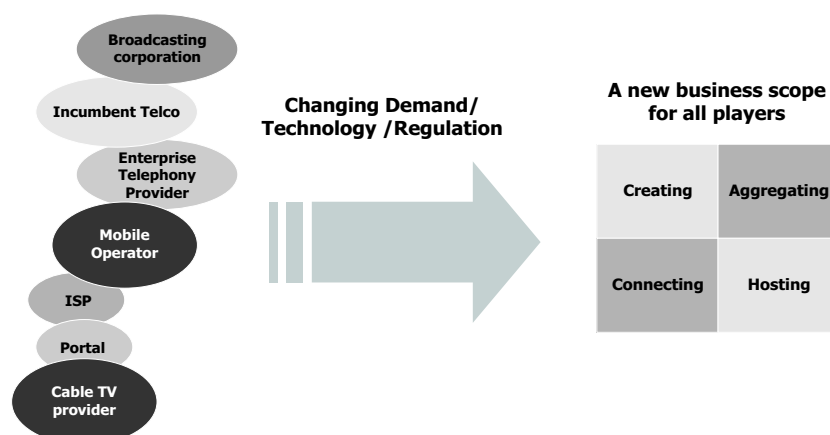 Broadcasting
corporation
Incumbent Telco
Enterprise
Telephony
Provider
Mobile
Operator
ISP
Portal
Cable TV
provider
Changing Demand/
Technology /Regulation
A new business scope
for all players
Creating
Aggregating
Connecting
Hosting